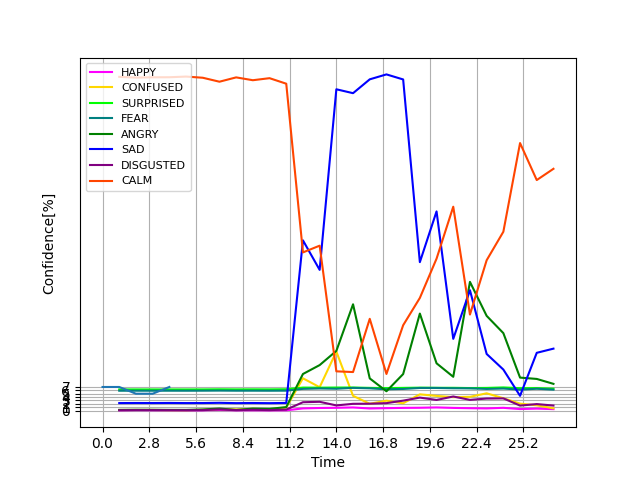 HAPPY
CONFUSED
SURPRISED
FEAR
ANGRY
SAD
DISGUSTED
CALM
Confidence[%]
0.0 2.8 5.6 8.4 11.2 14.0 16.8 19.6 22.4 25.2
Time